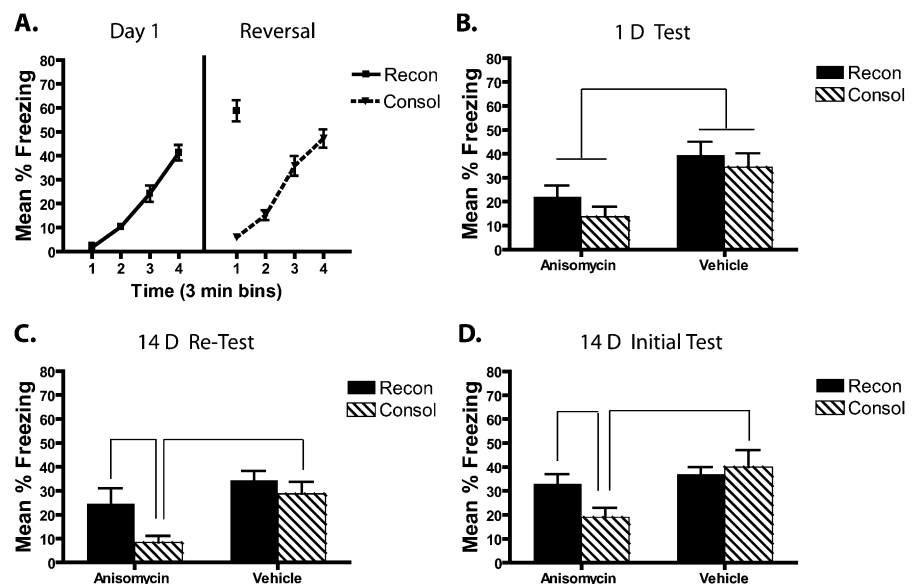 A.
Day 1
Reversal
Mean % Freezing
80
70
60
50
40
30
20
10
0
1 2 3 4
1 2 3 4
Time (3 min bins)
Recon
Consol
B.
1 D Test
Mean % Freezing
80
70
60
50
40
30
20
10
0
Anisomycin
Vehicle
Recon
Consol
C.
14 D Re-Test
Mean % Freezing
80
70
60
50
40
30
20
10
0
Anisomycin
Vehicle
Recon
Consol
D.
14 D Initial Test
Mean % Freezing
80
70
60
50
40
30
20
10
0
Anisomycin
Vehicle
Recon
Consol